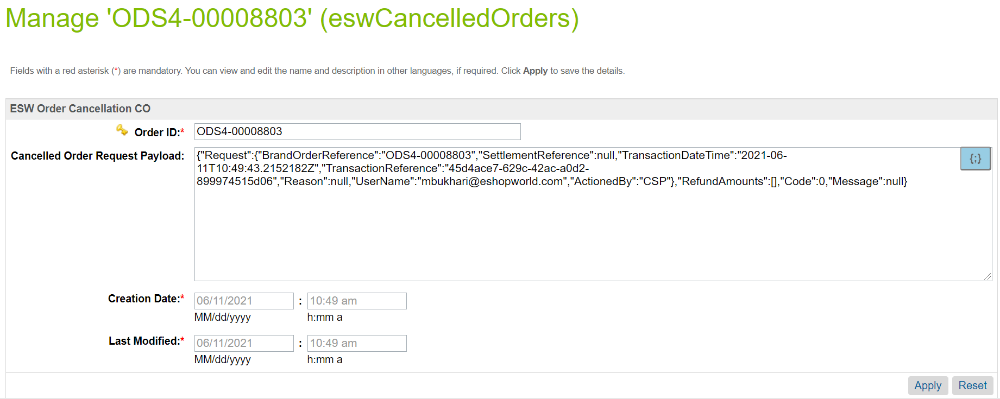 Manage 'ODS4-00008803' (eswCancelledOrders)
Fields with a red asterisk (*) are mandatory. You can view and edit the name and description in other languages, if required. Click Apply to save the details.
ESW Order Cancellation CO
Order ID:* ODS4-00008803
Cancelled Order Request Payload: {"Request":{"BrandOrderReference":"ODS4-00008803","SettlementReference":null,"TransactionDateTime":"2021-06-
11T10:49:43.2152182Z","TransactionReference":"45d4ace7-629c-42ac-a0d2-
899974515d06","Reason":null,"UserName":"mbukhari@eshopworld.com","ActionedBy":"CSP"},"RefundAmounts":[],"Code":0,"Message":null}
{;}
Creation Date:* 06/11/2021 : 10:49 am
MM/dd/yyyy h:mm a
Last Modified:* 06/11/2021 : 10:49 am
MM/dd/yyyy h:mm a
Apply Reset